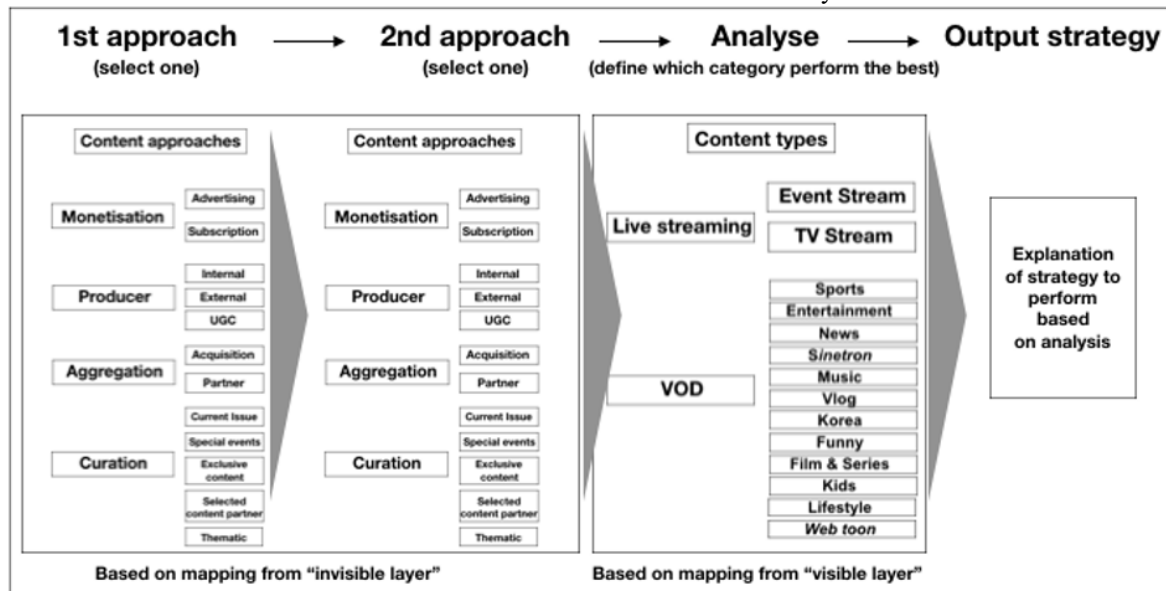 1st approach
(select one)
2nd approach
(select one)
Analyse
(define which category perform the best)
Output strategy
Content approaches
Monetisation
Advertising
Subscription
Producer
Internal
External
UGC
Aggregation
Acquisition
Partner
Curation
Current Issue
Special events
Exclusive
content
Selected
content partner
Thematic
Content approaches
Monetisation
Advertising
Subscription
Producer
Internal
External
UGC
Aggregation
Acquisition
Partner
Curation
Current Issue
Special events
Exclusive
content
Selected
content partner
Thematic
Based on mapping from “invisible layer”
Content types
Live streaming
Event Stream
TV Stream
VOD
Sports
Entertainment
News
Sinetron
Music
Vlog
Korea
Funny
Film & Series
Kids
Lifestyle
Web toon
Based on mapping from “visible layer”
Explanation
of strategy to
perform
based
on analysis